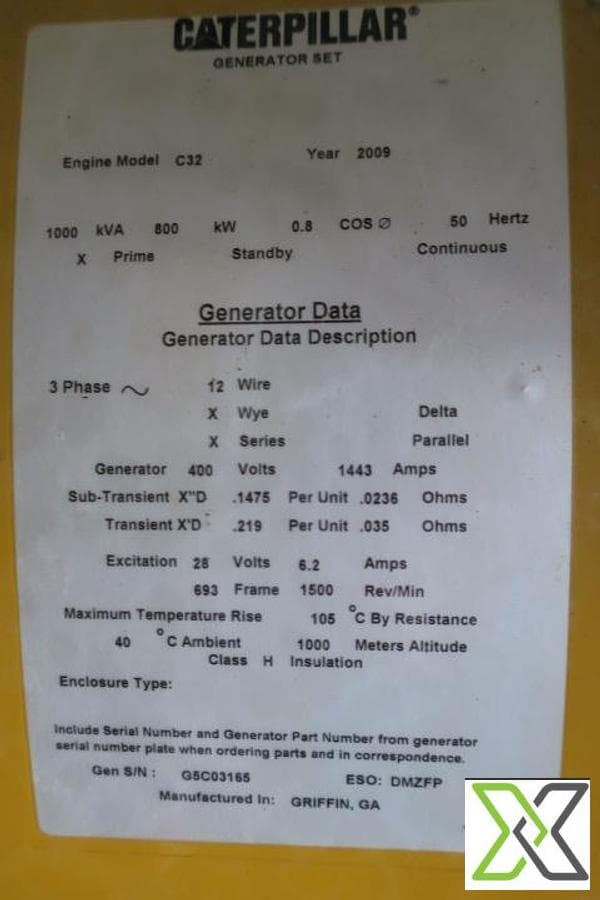 CATERPILLAR®
GENERATOR SET
Engine Model C32 Year 2009
1000 kVA 800 kW 0.8 COS Ø 50 Hertz
X Prime Standby Continuous
Generator Data
Generator Data Description
3 Phase ~ 12 Wire
X Wye Delta
X Series Parallel
Generator 400 Volts 1443 Amps
Sub-Transient X"D .1475 Per Unit .0236 Ohms
Transient X'D .219 Per Unit .035 Ohms
Excitation 28 Volts 6.2 Amps
693 Frame 1500 Rev/Min
Maximum Temperature Rise 105 °C By Resistance
40 °C Ambient 1000 Meters Altitude
Class H Insulation
Enclosure Type:
Include Serial Number and Generator Part Number from generator
serial number plate when ordering parts and in correspondence.
Gen S/N : G5C03165 ESO: DMZFP
Manufactured In: GRIFFIN, GA